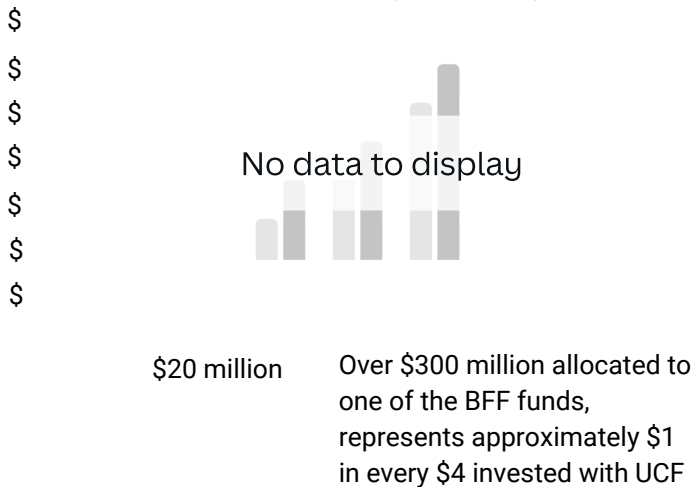 $
$
$
$
$
$
$
No data to display
$20 million
Over $300 million allocated to
one of the BFF funds,
represents approximately $1
in every $4 invested with UCF